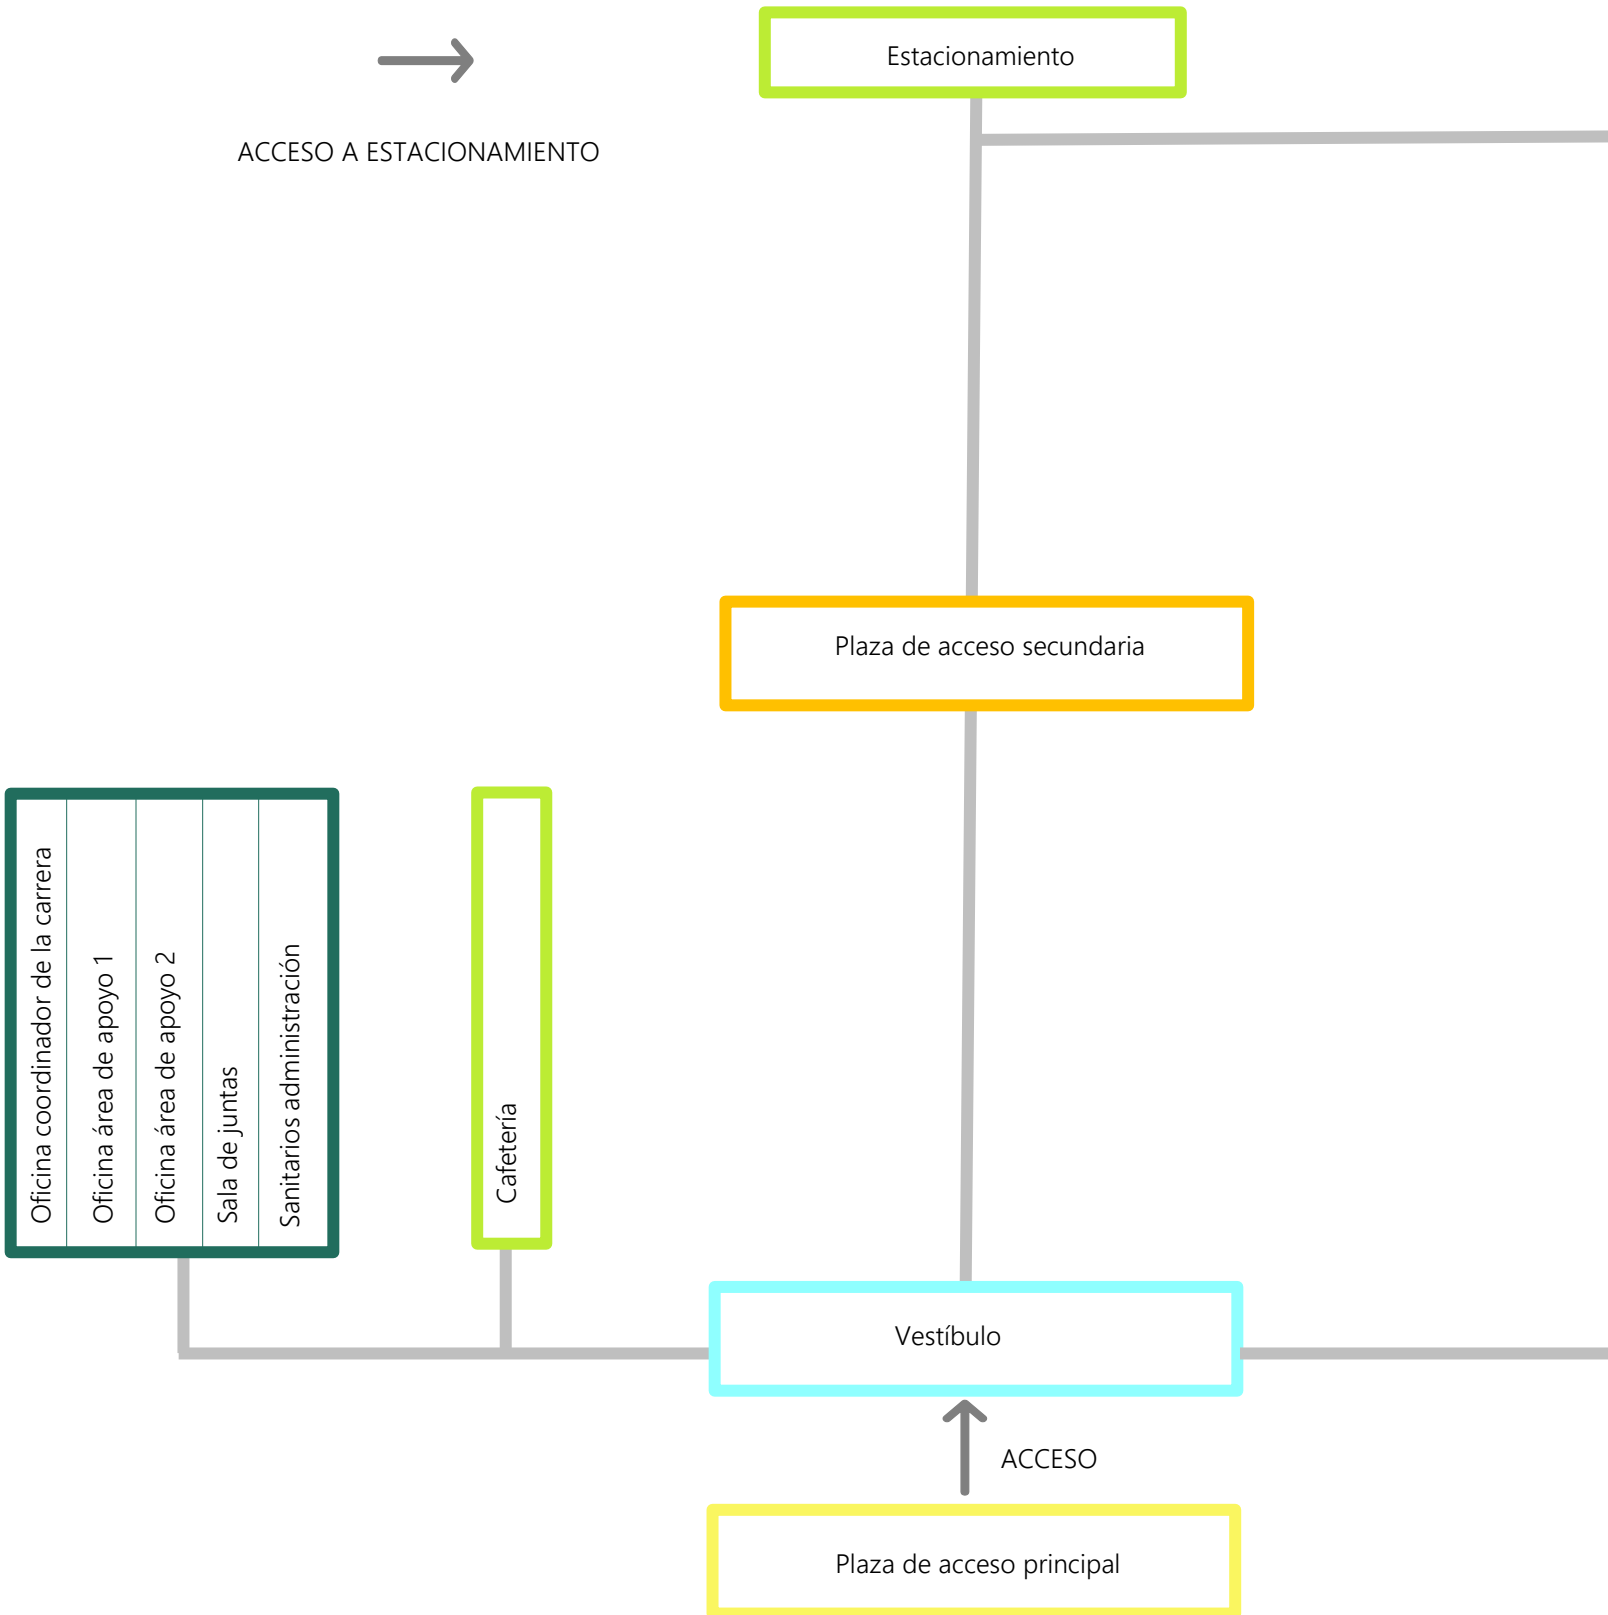 Estacionamiento
ACCESO A ESTACIONAMIENTO
Plaza de acceso secundaria
Oficina coordinador de la carrera
Oficina área de apoyo 1
Oficina área de apoyo 2
Sala de juntas
Sanitarios administración
Cafetería
Vestíbulo
ACCESO
Plaza de acceso principal